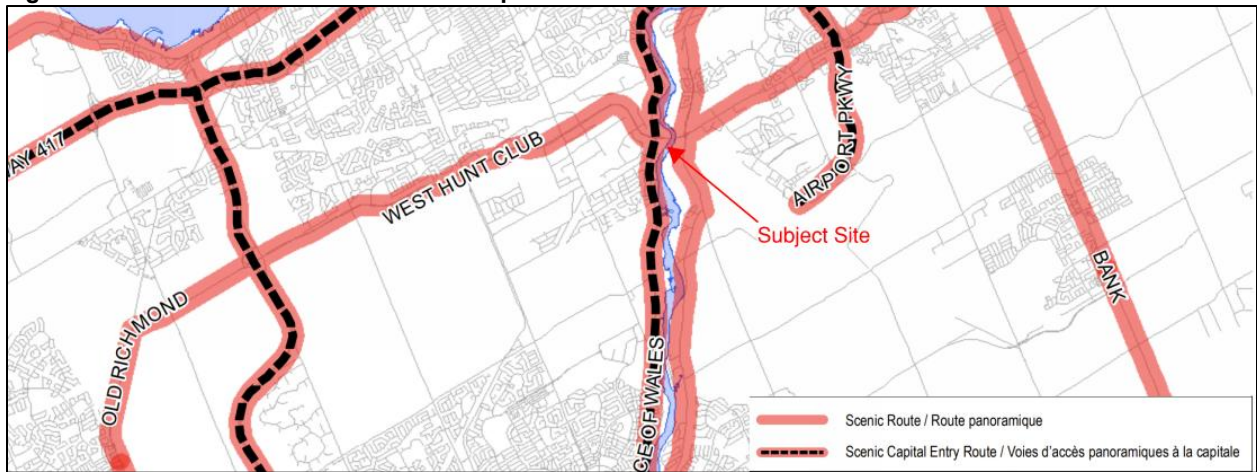 WAY 417
WEST HUNT CLUB
AIRPORT PKWY
Subject Site
BANK
OLD RICHMOND
CE OF WALES
Scenic Route / Route panoramique
Scenic Capital Entry Route / Voies d'accès panoramiques à la capitale